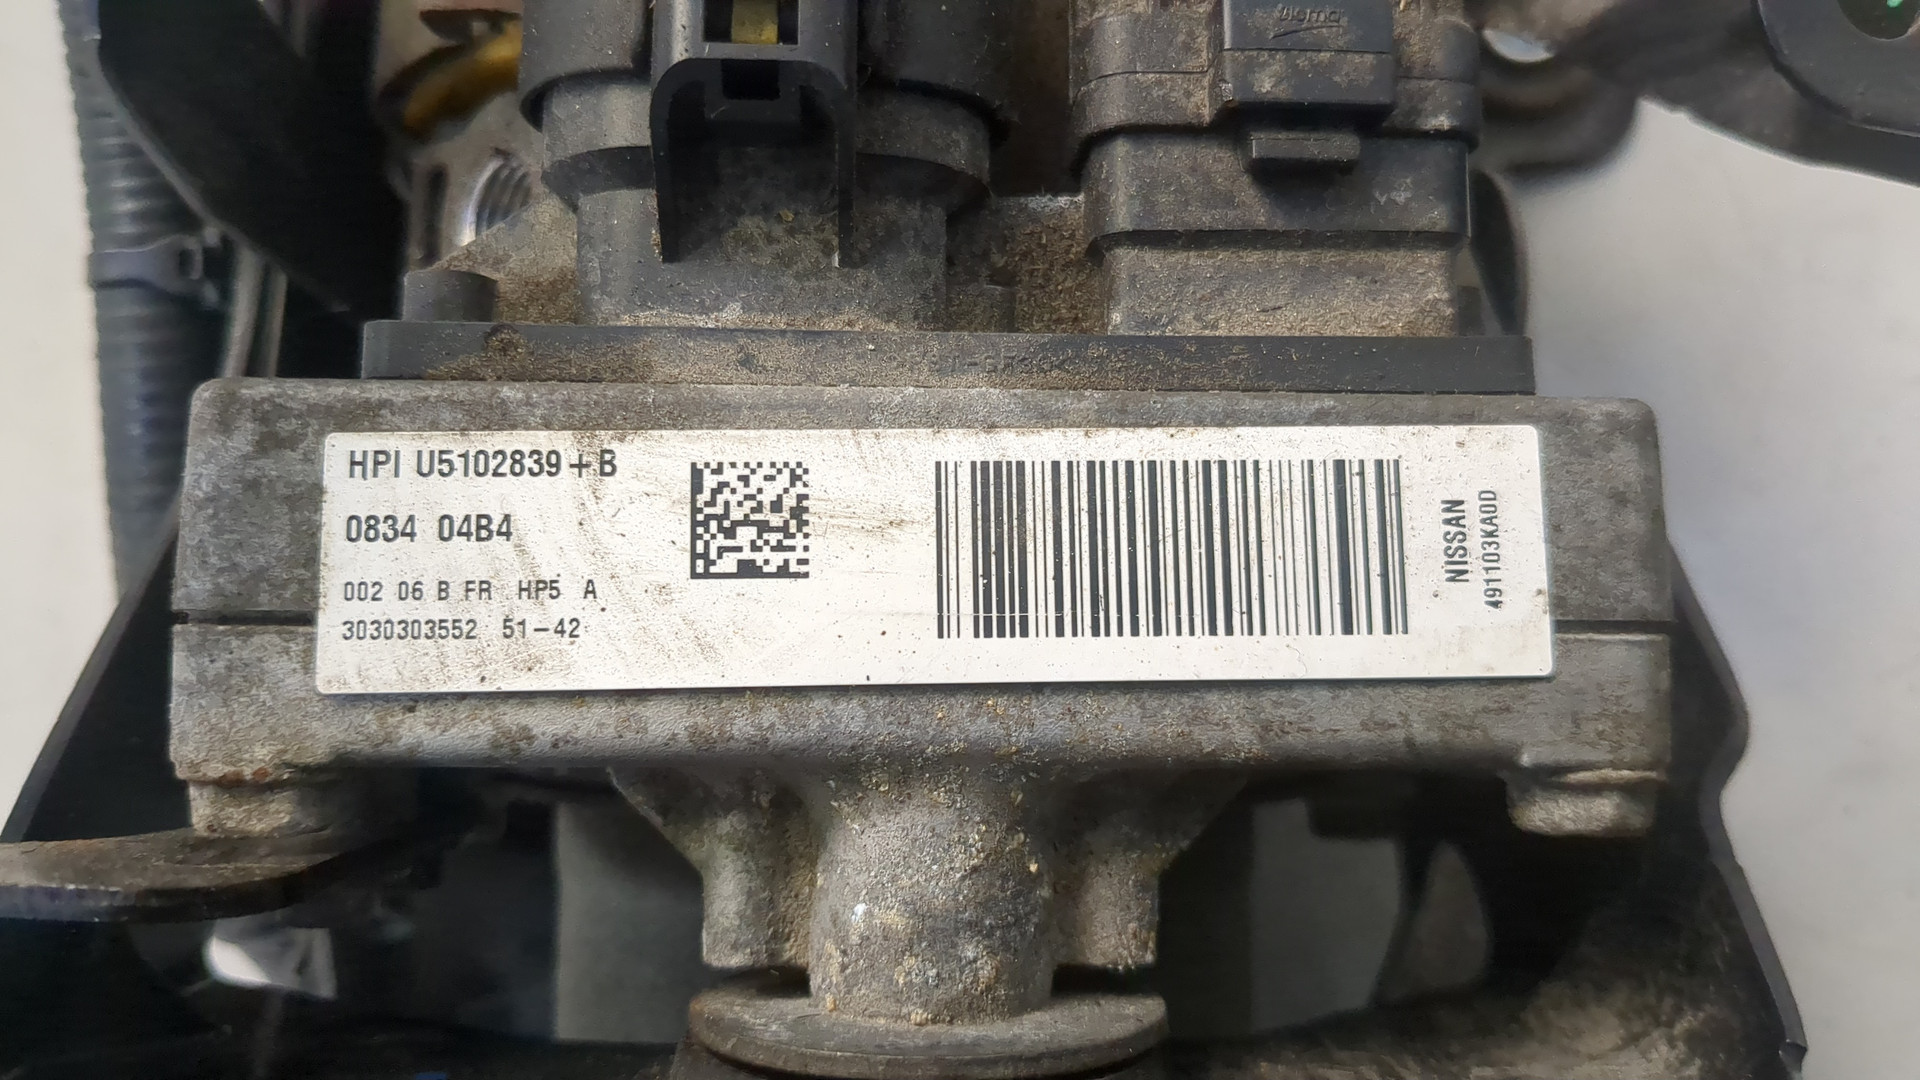 HPI U5102839+B
0834 04B4
002 06 B FR HP5 A
3030303552 51-42
NISSAN
491103KA0D